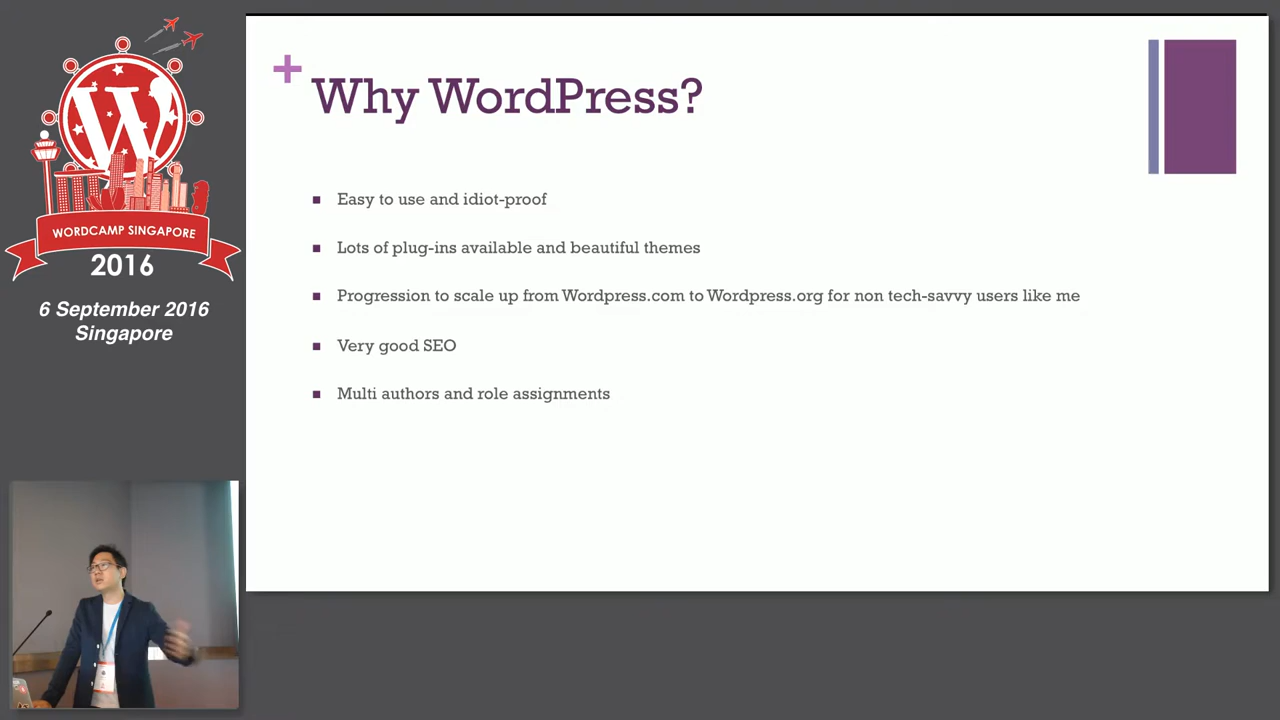 WORDCAMP SINGAPORE
2016
6 September 2016
Singapore
+
Why WordPress?
Easy to use and idiot-proof
Lots of plug-ins available and beautiful themes
Progression to scale up from Wordpress.com to Wordpress.org for non tech-savvy users like me
Very good SEO
Multi authors and role assignments